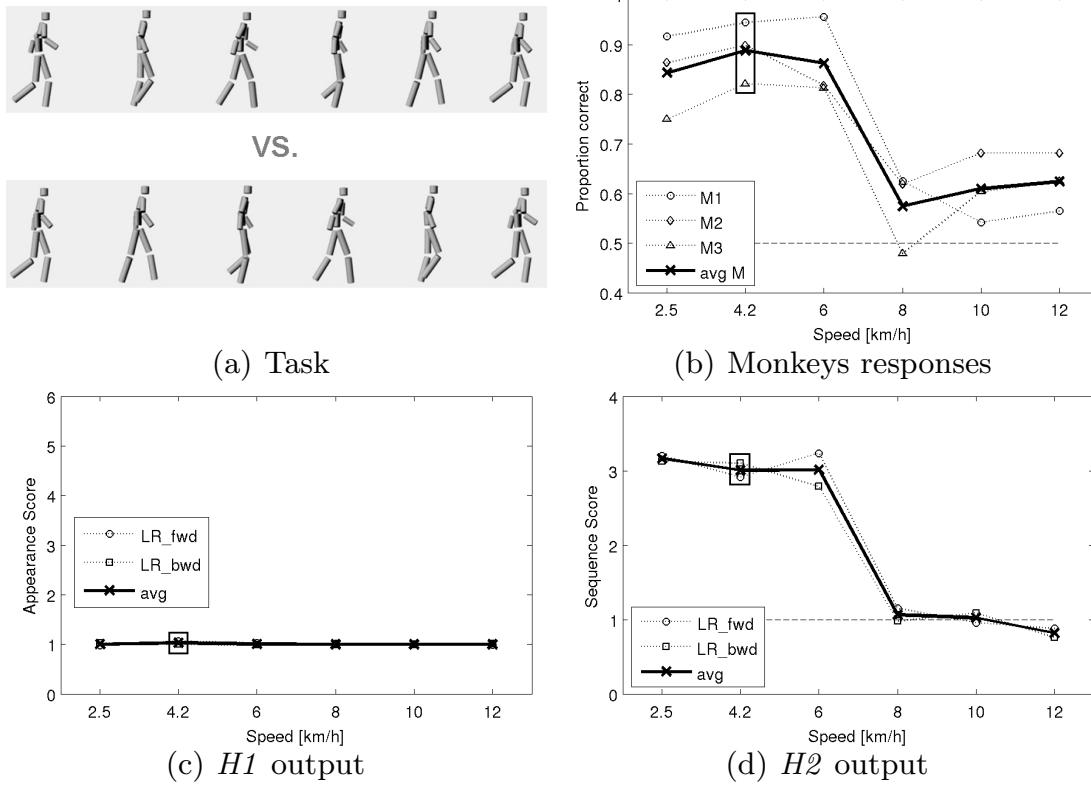 VS.
(a) Task
Proportion correct
0.9
0.8
0.7
0.6
0.5
0.4
M1
M2
M3
avg M
2.5 4.2 6 8 10 12
Speed [km/h]
(b) Monkeys responses
Appearance Score
6
5
4
3
2
1
0
LR_fwd
LR_bwd
avg
2.5 4.2 6 8 10 12
Speed [km/h]
(c) H1 output
Sequence Score
4
3
2
1
0
LR_fwd
LR_bwd
avg
2.5 4.2 6 8 10 12
Speed [km/h]
(d) H2 output